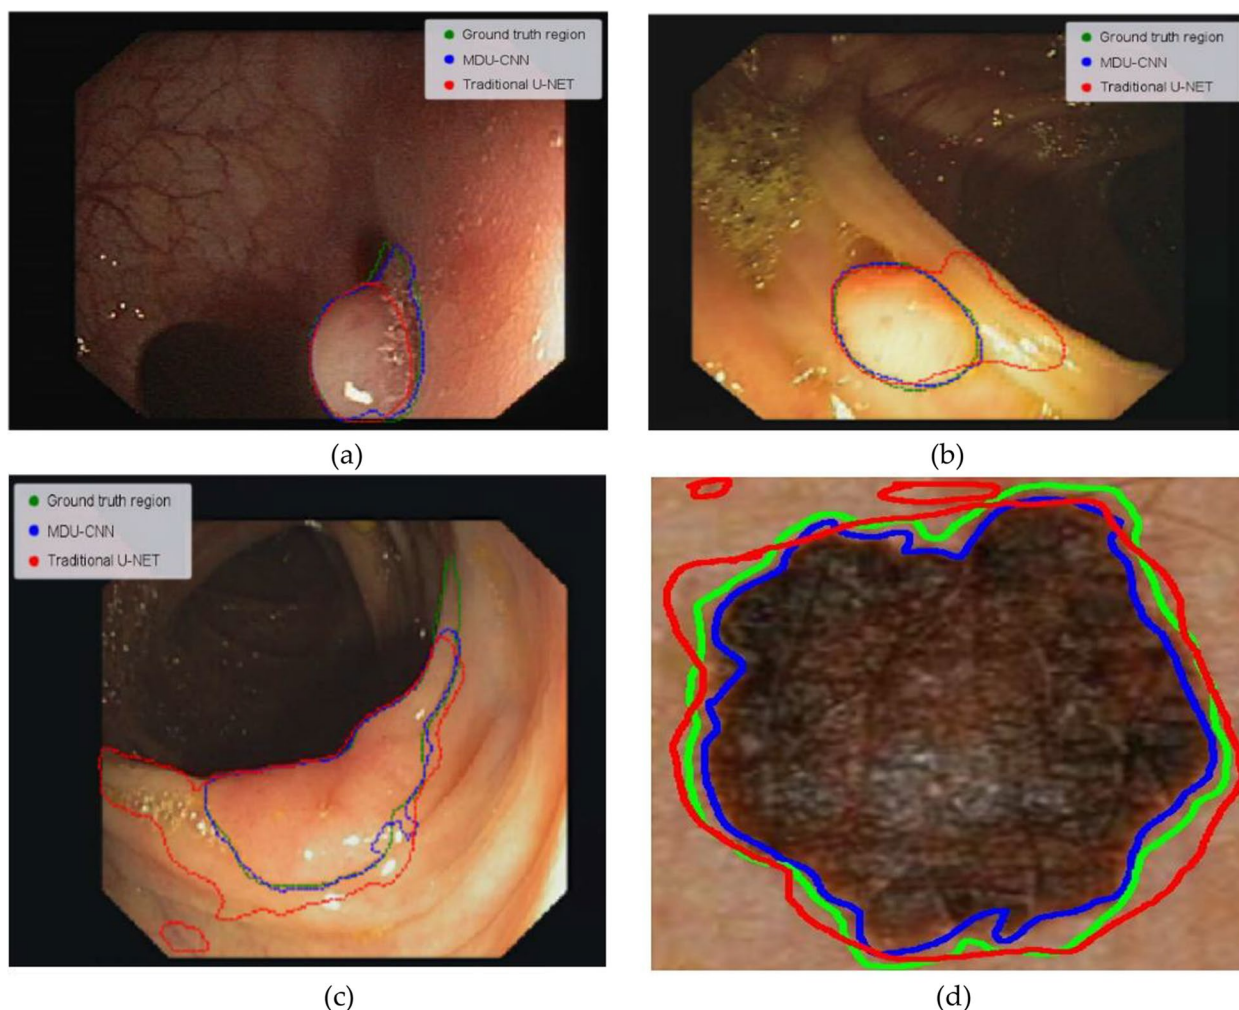 Ground truth region
MDU-CNN
Traditional U-NET
Ground truth region
MDU-CNN
Traditional U-NET
(a)
(b)
Ground truth region
MDU-CNN
Traditional U-NET
(c)
(d)